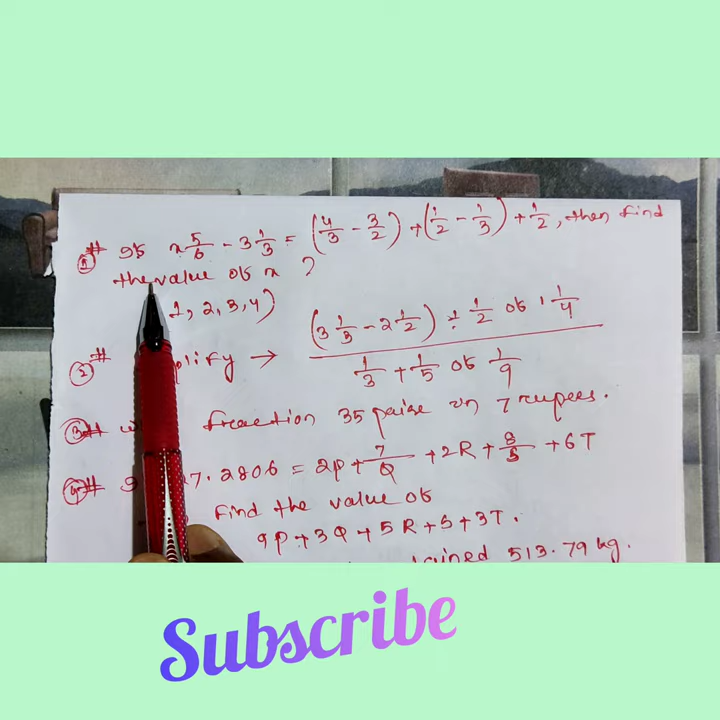 ① # If x 5/6 - 3 1/3 = (4/3 - 3/2) + (1/2 - 1/3) + 1/2, then find
the value of x ?
1, 2, 3, 4)
②# plify → (3 1/3 - 2 1/2) ÷ 1/2 of 1 1/4
1/3 + 1/5 of 1/9
③# fraction 35 paise in 7 rupees.
④# 7.2806 = 2P + 7/Q + 2R + 8/S + 6T
Find the value of
9P + 3Q + 5R + S + 3T.
513.79 kg.
Subscribe